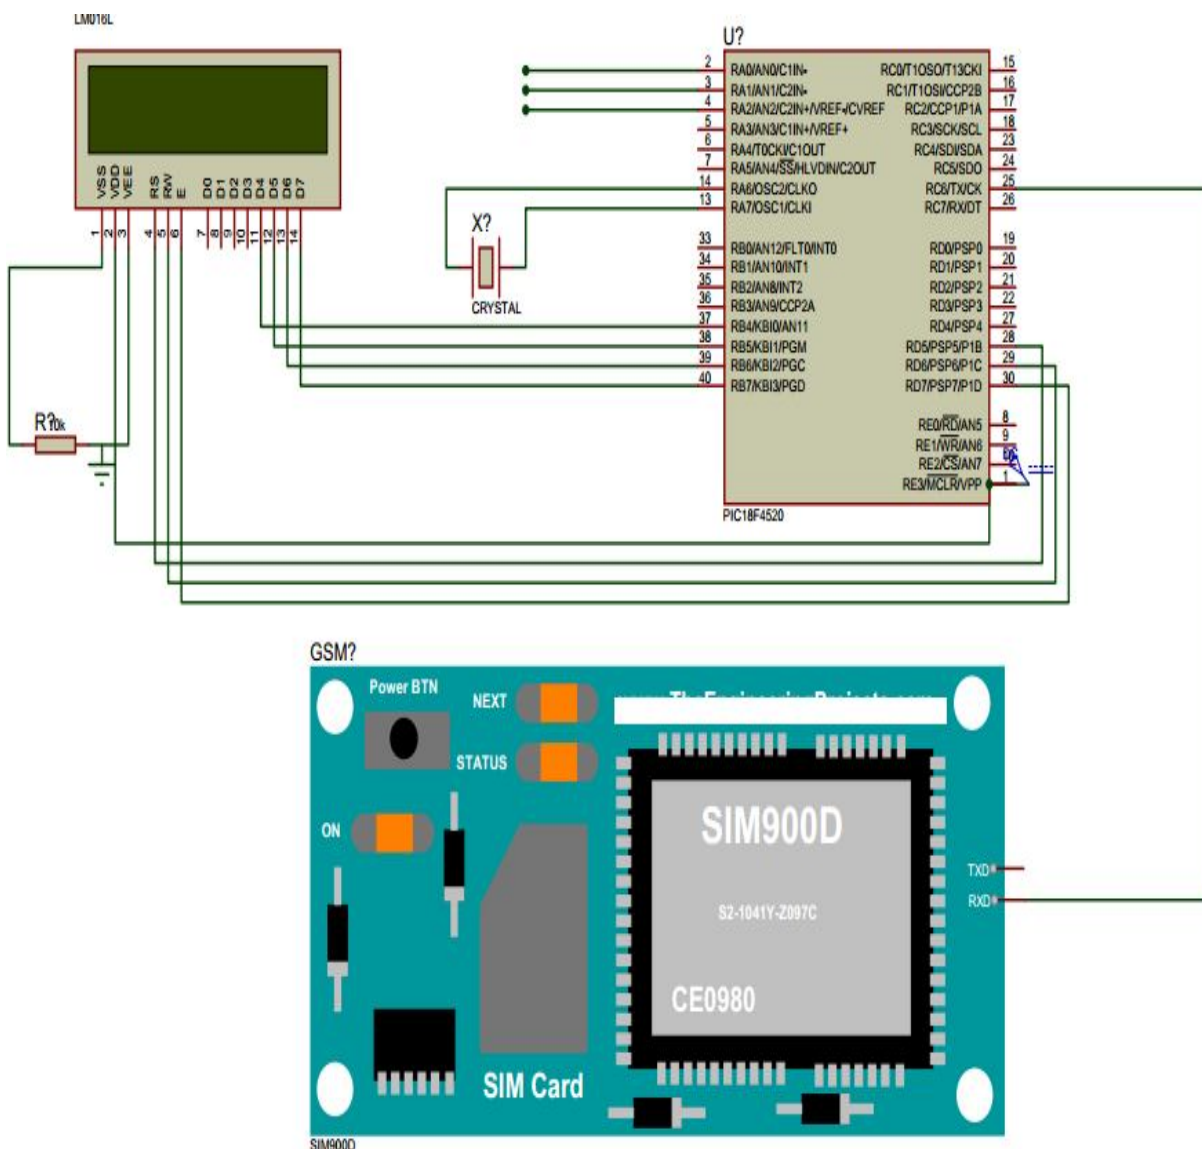 LM016L
VSS
VDD
VEE
RS
RW
E
D0
D1
D2
D3
D4
D5
D6
D7
1
2
3
4
5
6
7
8
9
10
11
12
13
14
R?
10k
X?
CRYSTAL
U?
2 RA0/AN0/C1IN-
3 RA1/AN1/C2IN-
4 RA2/AN2/C2IN+/VREF-/CVREF
5 RA3/AN3/C1IN+/VREF+
6 RA4/T0CKI/C1OUT
7 RA5/AN4/SS/HLVDIN/C2OUT
14 RA6/OSC2/CLKO
13 RA7/OSC1/CLKI
33 RB0/AN12/FLT0/INT0
34 RB1/AN10/INT1
35 RB2/AN8/INT2
36 RB3/AN9/CCP2A
37 RB4/KBI0/AN11
38 RB5/KBI1/PGM
39 RB6/KBI2/PGC
40 RB7/KBI3/PGD
RC0/T1OSO/T13CKI 15
RC1/T1OSI/CCP2B 16
RC2/CCP1/P1A 17
RC3/SCK/SCL 18
RC4/SDI/SDA 23
RC5/SDO 24
RC6/TX/CK 25
RC7/RX/DT 26
RD0/PSP0 19
RD1/PSP1 20
RD2/PSP2 21
RD3/PSP3 22
RD4/PSP4 27
RD5/PSP5/P1B 28
RD6/PSP6/P1C 29
RD7/PSP7/P1D 30
RE0/RD/AN5 8
RE1/WR/AN6 9
RE2/CS/AN7
RE3/MCLR/VPP 1
PIC18F4520
GSM?
Power BTN
NEXT
www.TheEngineeringProjects.com
STATUS
ON
SIM900D
S2-1041Y-Z097C
CE0980
TXD
RXD
SIM Card
SIM900D